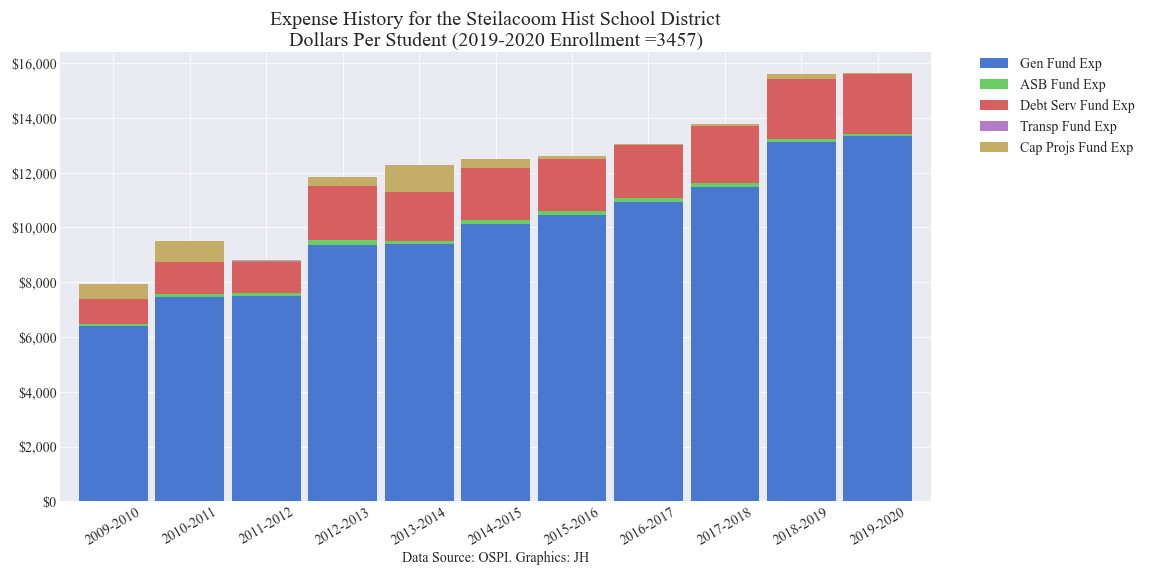 Expense History for the Steilacoom Hist School District
Dollars Per Student (2019-2020 Enrollment =3457)
$16,000
$14,000
$12,000
$10,000
$8,000
$6,000
$4,000
$2,000
$0
Gen Fund Exp
ASB Fund Exp
Debt Serv Fund Exp
Transp Fund Exp
Cap Projs Fund Exp
2009-2010
2010-2011
2011-2012
2012-2013
2013-2014
2014-2015
2015-2016
2016-2017
2017-2018
2018-2019
2019-2020
Data Source: OSPI. Graphics: JH